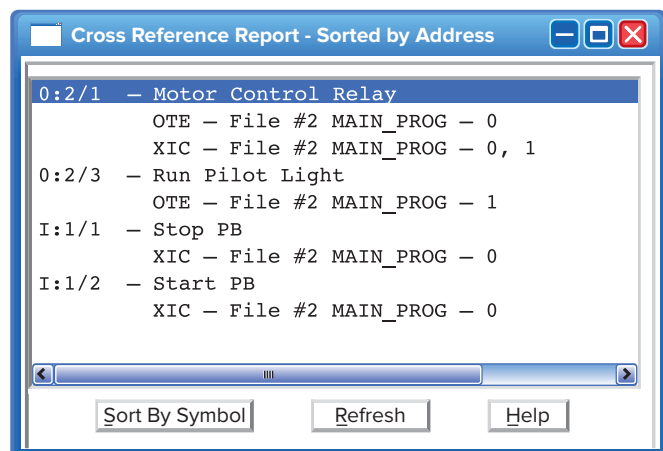 Cross Reference Report - Sorted by Address
O:2/1 — Motor Control Relay
OTE — File #2 MAIN_PROG — 0
XIC — File #2 MAIN_PROG — 0, 1
O:2/3 — Run Pilot Light
OTE — File #2 MAIN_PROG — 1
I:1/1 — Stop PB
XIC — File #2 MAIN_PROG — 0
I:1/2 — Start PB
XIC — File #2 MAIN_PROG — 0
Sort By Symbol Refresh Help